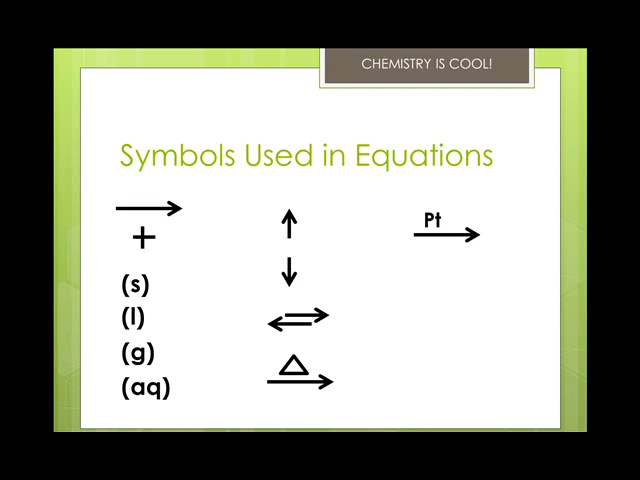 CHEMISTRY IS COOL!
Symbols Used in Equations
→
+
(s)
(l)
(g)
(aq)
↑
↓
⇄
△
→
Pt
→